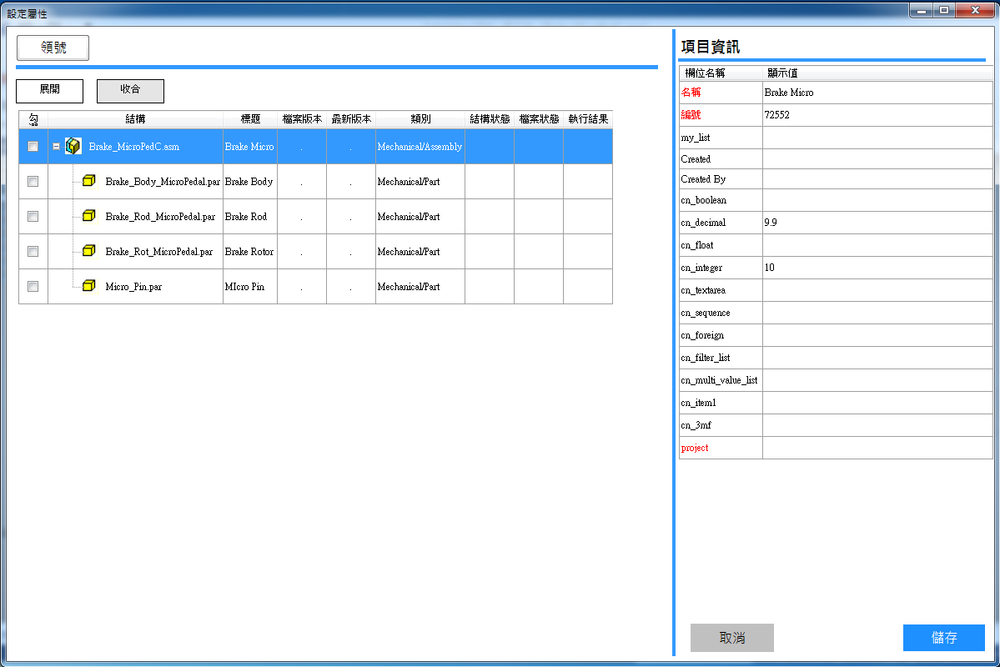 設定屬性
領號
展開 收合
勾選 結構 標題 檔案版本 最新版本 類別 結構狀態 檔案狀態 執行結果
Brake_MicroPedC.asm Brake Micro . . Mechanical/Assembly
Brake_Body_MicroPedal.par Brake Body . . Mechanical/Part
Brake_Rod_MicroPedal.par Brake Rod . . Mechanical/Part
Brake_Rot_MicroPedal.par Brake Rotor . . Mechanical/Part
Micro_Pin.par MIcro Pin . . Mechanical/Part
項目資訊
欄位名稱 顯示值
名稱 Brake Micro
編號 72552
my_list
Created
Created By
cn_boolean
cn_decimal 9.9
cn_float
cn_integer 10
cn_textarea
cn_sequence
cn_foreign
cn_filter_list
cn_multi_value_list
cn_item1
cn_3mf
project
取消 儲存